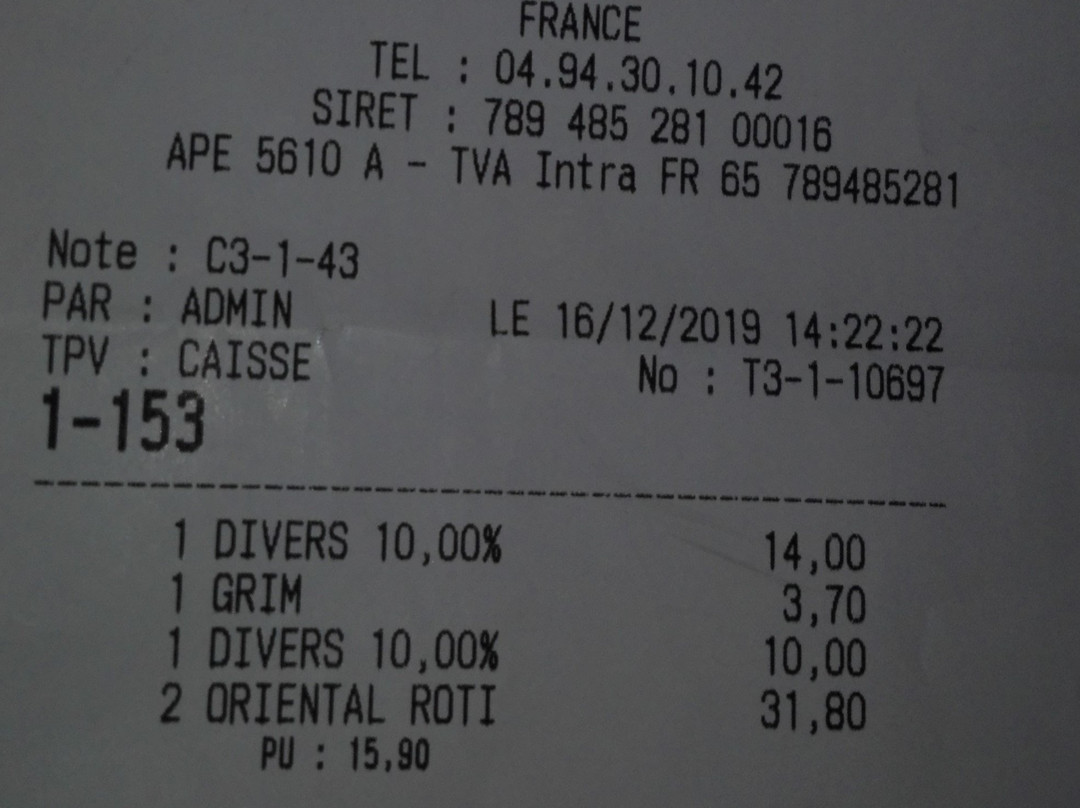 FRANCE
TEL : 04.94.30.10.42
SIRET : 789 485 281 00016
APE 5610 A - TVA Intra FR 65 789485281
Note : C3-1-43
PAR : ADMIN LE 16/12/2019 14:22:22
TPV : CAISSE No : T3-1-10697
1-153
1 DIVERS 10,00% 14,00
1 GRIM 3,70
1 DIVERS 10,00% 10,00
2 ORIENTAL ROTI 31,80
PU : 15,90